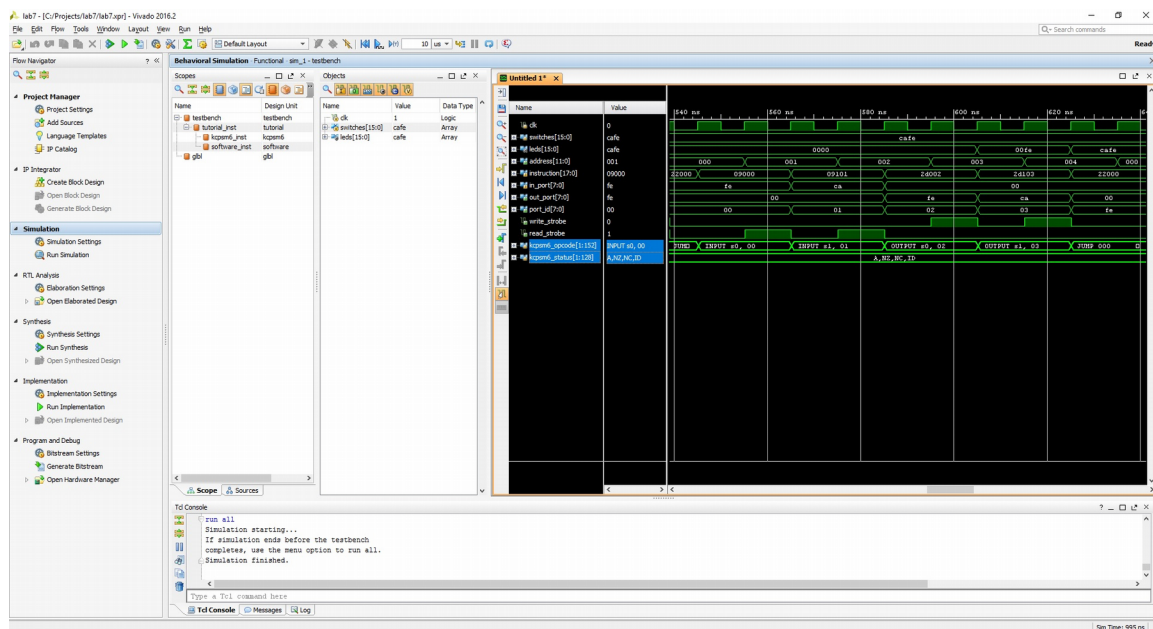 lab7 - [C:/Projects/lab7/lab7.xpr] - Vivado 2016.2
File Edit Flow Tools Window Layout View Run Help
Q- Search commands
Default Layout
10 us
Ready
Flow Navigator
Behavioral Simulation - Functional - sim_1 - testbench
Project Manager
Project Settings
Add Sources
Language Templates
IP Catalog
IP Integrator
Create Block Design
Open Block Design
Generate Block Design
Simulation
Simulation Settings
Run Simulation
RTL Analysis
Elaboration Settings
Open Elaborated Design
Synthesis
Synthesis Settings
Run Synthesis
Open Synthesized Design
Implementation
Implementation Settings
Run Implementation
Open Implemented Design
Program and Debug
Bitstream Settings
Generate Bitstream
Open Hardware Manager
Scopes
Name Design Unit
testbench testbench
tutorial_inst tutorial
kcpsm6_inst kcpsm6
software_inst software
glbl glbl
Scope Sources
Objects
Name Value Data Type
clk 1 Logic
switches[15:0] cafe Array
leds[15:0] cafe Array
Untitled 1*
Name Value
540 ns 560 ns 580 ns 600 ns 620 ns
clk 0
switches[15:0] cafe cafe
leds[15:0] cafe 0000 00fe cafe
address[11:0] 001 000 001 002 003 004 000
instruction[17:0] 09000 22000 09000 09101 2d002 2d103 22000
in_port[7:0] fe fe ca 00
out_port[7:0] fe 00 fe ca 00
port_id[7:0] 00 00 01 02 03 fe
write_strobe 0
read_strobe 1
kcpsm6_opcode[1:152] INPUT s0, 00 JUMP INPUT s0, 00 INPUT s1, 01 OUTPUT s0, 02 OUTPUT s1, 03 JUMP 000
kcpsm6_status[1:128] A,NZ,NC,ID A,NZ,NC,ID
Tcl Console
run all
Simulation starting...
If simulation ends before the testbench
completes, use the menu option to run all.
Simulation finished.
Type a Tcl command here
Tcl Console Messages Log
Sim Time: 995 ns